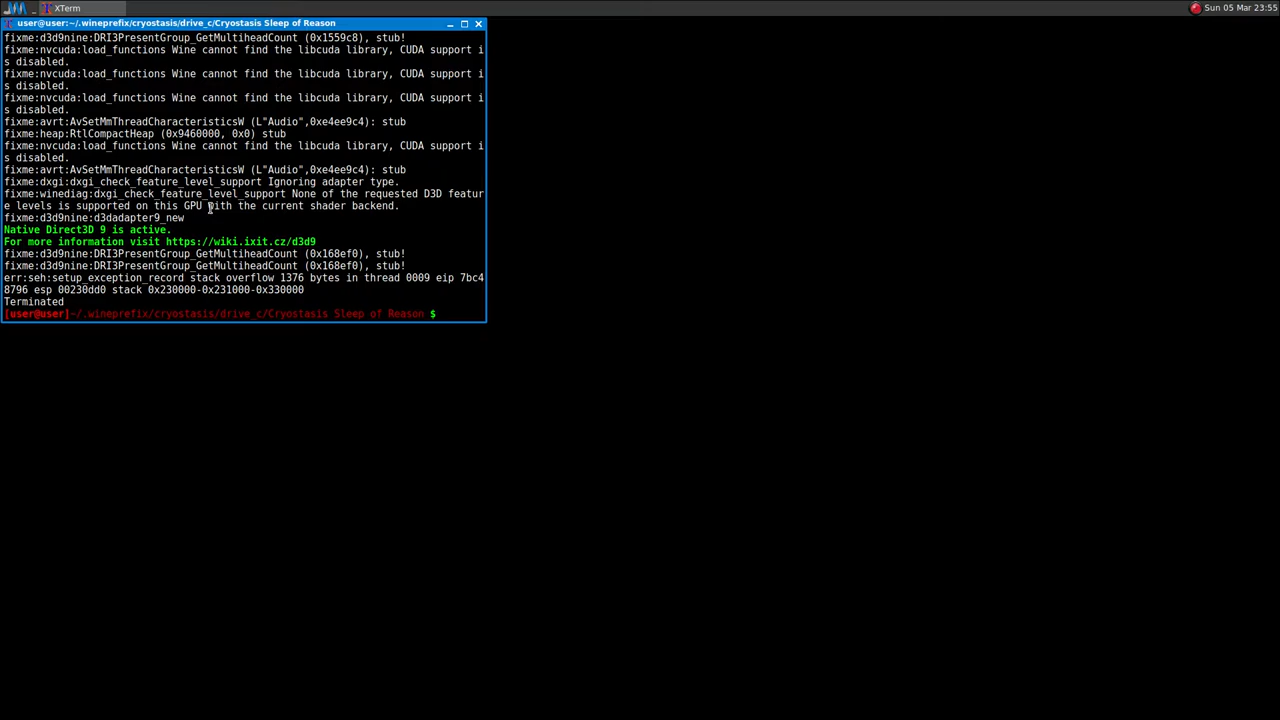 XTerm
Sun 05 Mar 23:55
user@user:~/.wineprefix/cryostasis/drive_c/Cryostasis Sleep of Reason
fixme:d3d9nine:DRI3PresentGroup_GetMultiheadCount (0x1559c8), stub!
fixme:nvcuda:load_functions Wine cannot find the libcuda library, CUDA support i
s disabled.
fixme:nvcuda:load_functions Wine cannot find the libcuda library, CUDA support i
s disabled.
fixme:nvcuda:load_functions Wine cannot find the libcuda library, CUDA support i
s disabled.
fixme:avrt:AvSetMmThreadCharacteristicsW (L"Audio",0xe4ee9c4): stub
fixme:heap:RtlCompactHeap (0x9460000, 0x0) stub
fixme:nvcuda:load_functions Wine cannot find the libcuda library, CUDA support i
s disabled.
fixme:avrt:AvSetMmThreadCharacteristicsW (L"Audio",0xe4ee9c4): stub
fixme:dxgi:dxgi_check_feature_level_support Ignoring adapter type.
fixme:winediag:dxgi_check_feature_level_support None of the requested D3D featur
e levels is supported on this GPU with the current shader backend.
fixme:d3d9nine:d3dadapter9_new
Native Direct3D 9 is active.
For more information visit https://wiki.ixit.cz/d3d9
fixme:d3d9nine:DRI3PresentGroup_GetMultiheadCount (0x168ef0), stub!
fixme:d3d9nine:DRI3PresentGroup_GetMultiheadCount (0x168ef0), stub!
err:seh:setup_exception_record stack overflow 1376 bytes in thread 0009 eip 7bc4
8796 esp 00230dd0 stack 0x230000-0x231000-0x330000
Terminated
[user@user]~/.wineprefix/cryostasis/drive_c/Cryostasis Sleep of Reason $